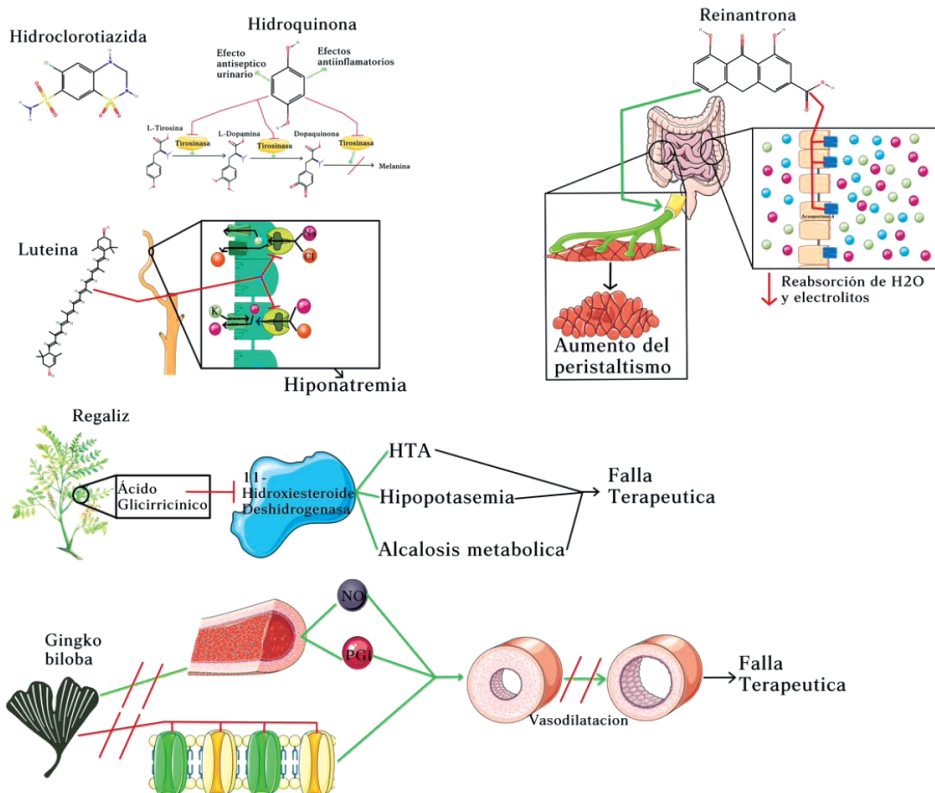 Hidroclorotiazida
Hidroquinona
Efecto
antiseptico
urinario
Efectos
antiinflamatorios
L-Tirosina
L-Dopamina
Dopaquinona
Tirosinasa
Tirosinasa
Tirosinasa
Melanina
Reinantrona
Reabsorción de H2O
y electrolitos
Aumento del
peristaltismo
Luteina
Na
Cl
K
Hiponatremia
Regaliz
Ácido
Glicirricínico
11-
Hidroxiesteroide
Deshidrogenasa
HTA
Hipopotasemia
Alcalosis metabolica
Falla
Terapeutica
Gingko
biloba
NO
PGI
Vasodilatacion
Falla
Terapeutica